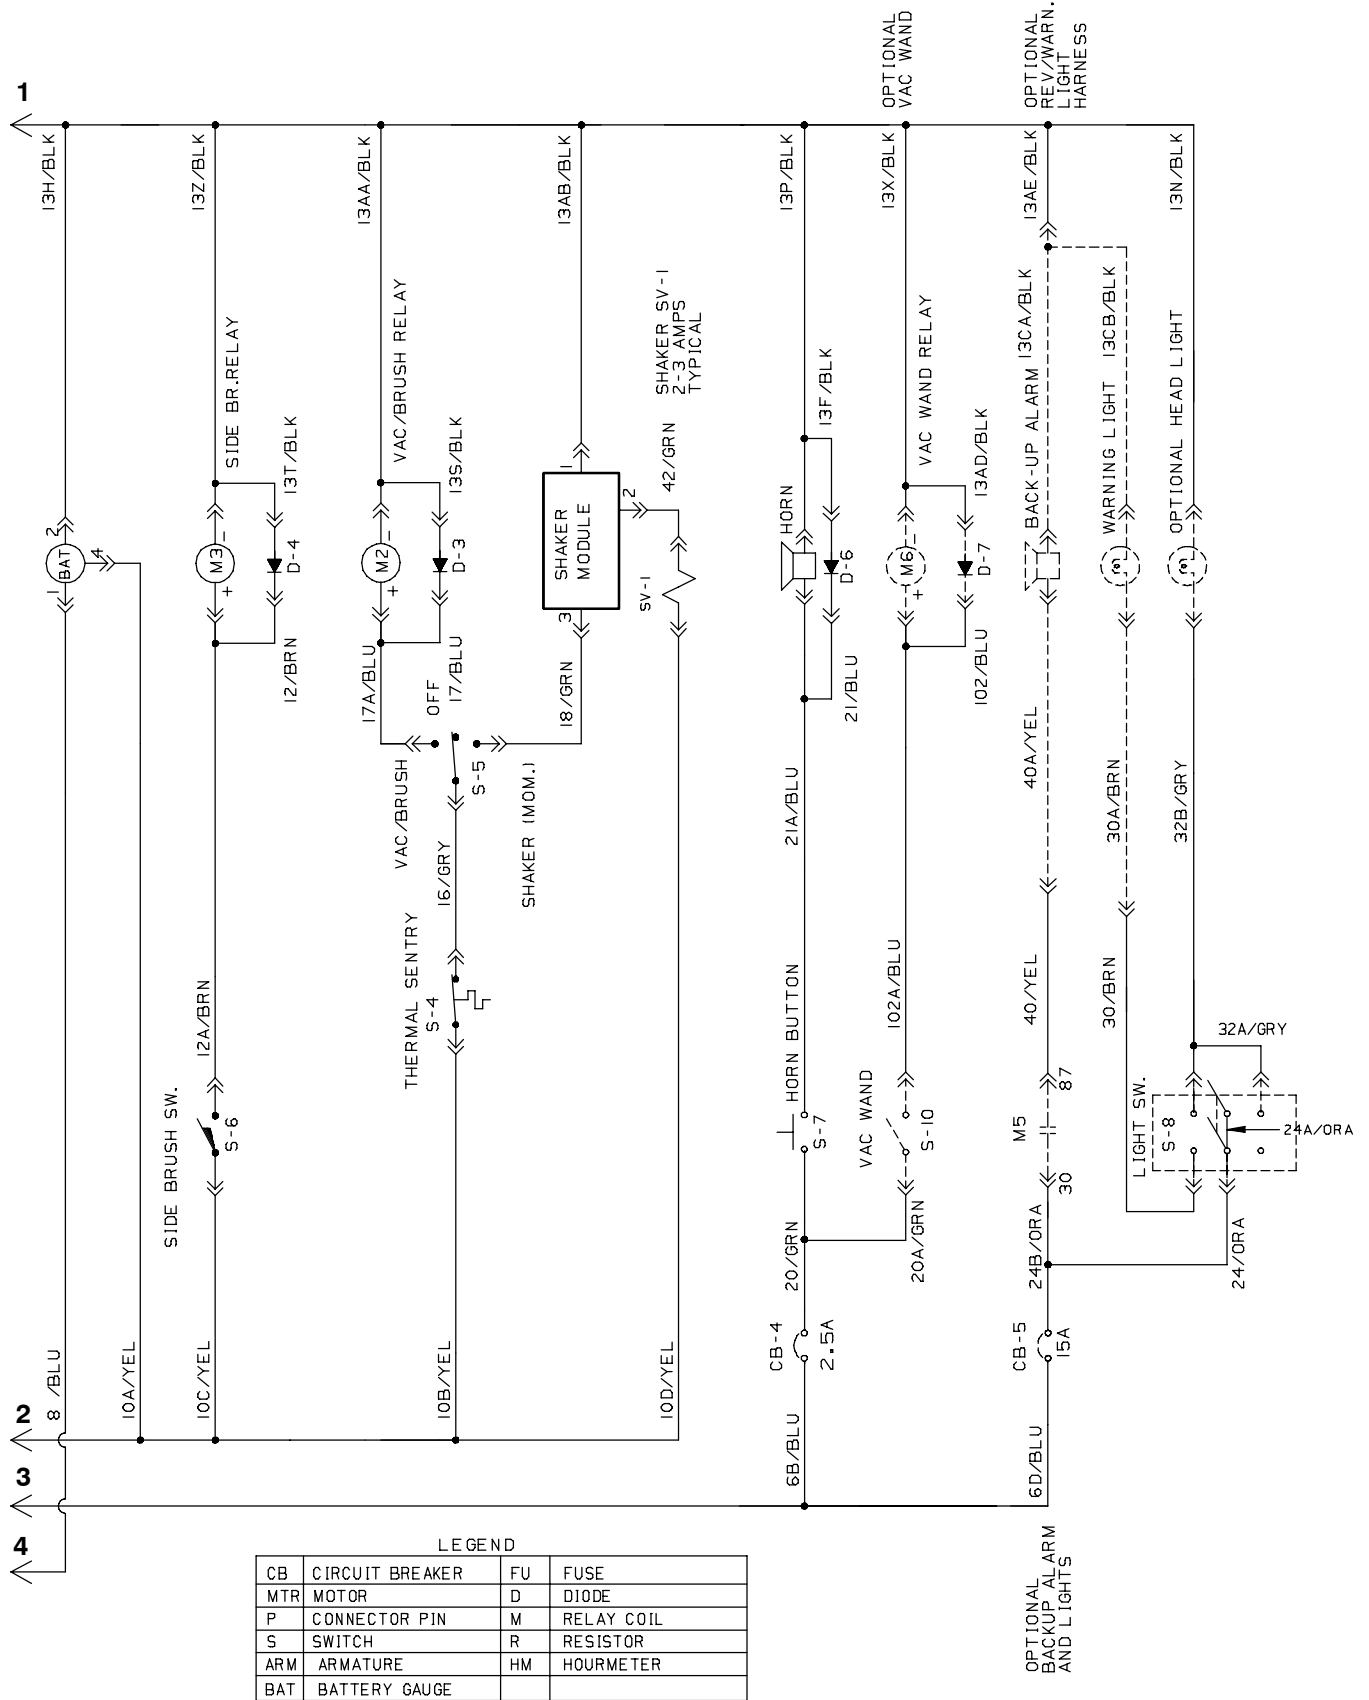 1
13H/BLK
13Z/BLK
13AA/BLK
13AB/BLK
13P/BLK
OPTIONAL
VAC WAND
13X/BLK
OPTIONAL
REV/WARN.
LIGHT
HARNESS
13AE/BLK
13N/BLK
SIDE BR.RELAY
VAC/BRUSH RELAY
SHAKER SV-1
2-3 AMPS
TYPICAL
13F/BLK
VAC WAND RELAY
13CA/BLK
13CB/BLK
OPTIONAL HEAD LIGHT
2
BAT
4
1
M3
-
+
13T/BLK
D-4
12/BRN
M2
-
+
13S/BLK
D-3
17A/BLU
17/BLU
1
SHAKER
MODULE
2
3
42/GRN
SV-1
18/GRN
HORN
D-6
21/BLU
M6
-
+
13AD/BLK
D-7
102/BLU
BACK-UP ALARM
WARNING LIGHT
OFF
VAC/BRUSH
S-5
SHAKER (MOM.)
16/GRY
THERMAL SENTRY
S-4
21A/BLU
40A/YEL
30A/BRN
32B/GRY
12A/BRN
SIDE BRUSH SW.
S-6
HORN BUTTON
S-7
102A/BLU
VAC WAND
S-10
40/YEL
87
M5
30
30/BRN
32A/GRY
LIGHT SW.
S-8
24A/ORA
20/GRN
20A/GRN
24B/ORA
24/ORA
CB-4
2.5A
CB-5
15A
8 /BLU
10A/YEL
10C/YEL
10B/YEL
10D/YEL
6B/BLU
6D/BLU
2
3
4
OPTIONAL
BACKUP ALARM
AND LIGHTS
LEGEND
CB CIRCUIT BREAKER FU FUSE
MTR MOTOR D DIODE
P CONNECTOR PIN M RELAY COIL
S SWITCH R RESISTOR
ARM ARMATURE HM HOURMETER
BAT BATTERY GAUGE